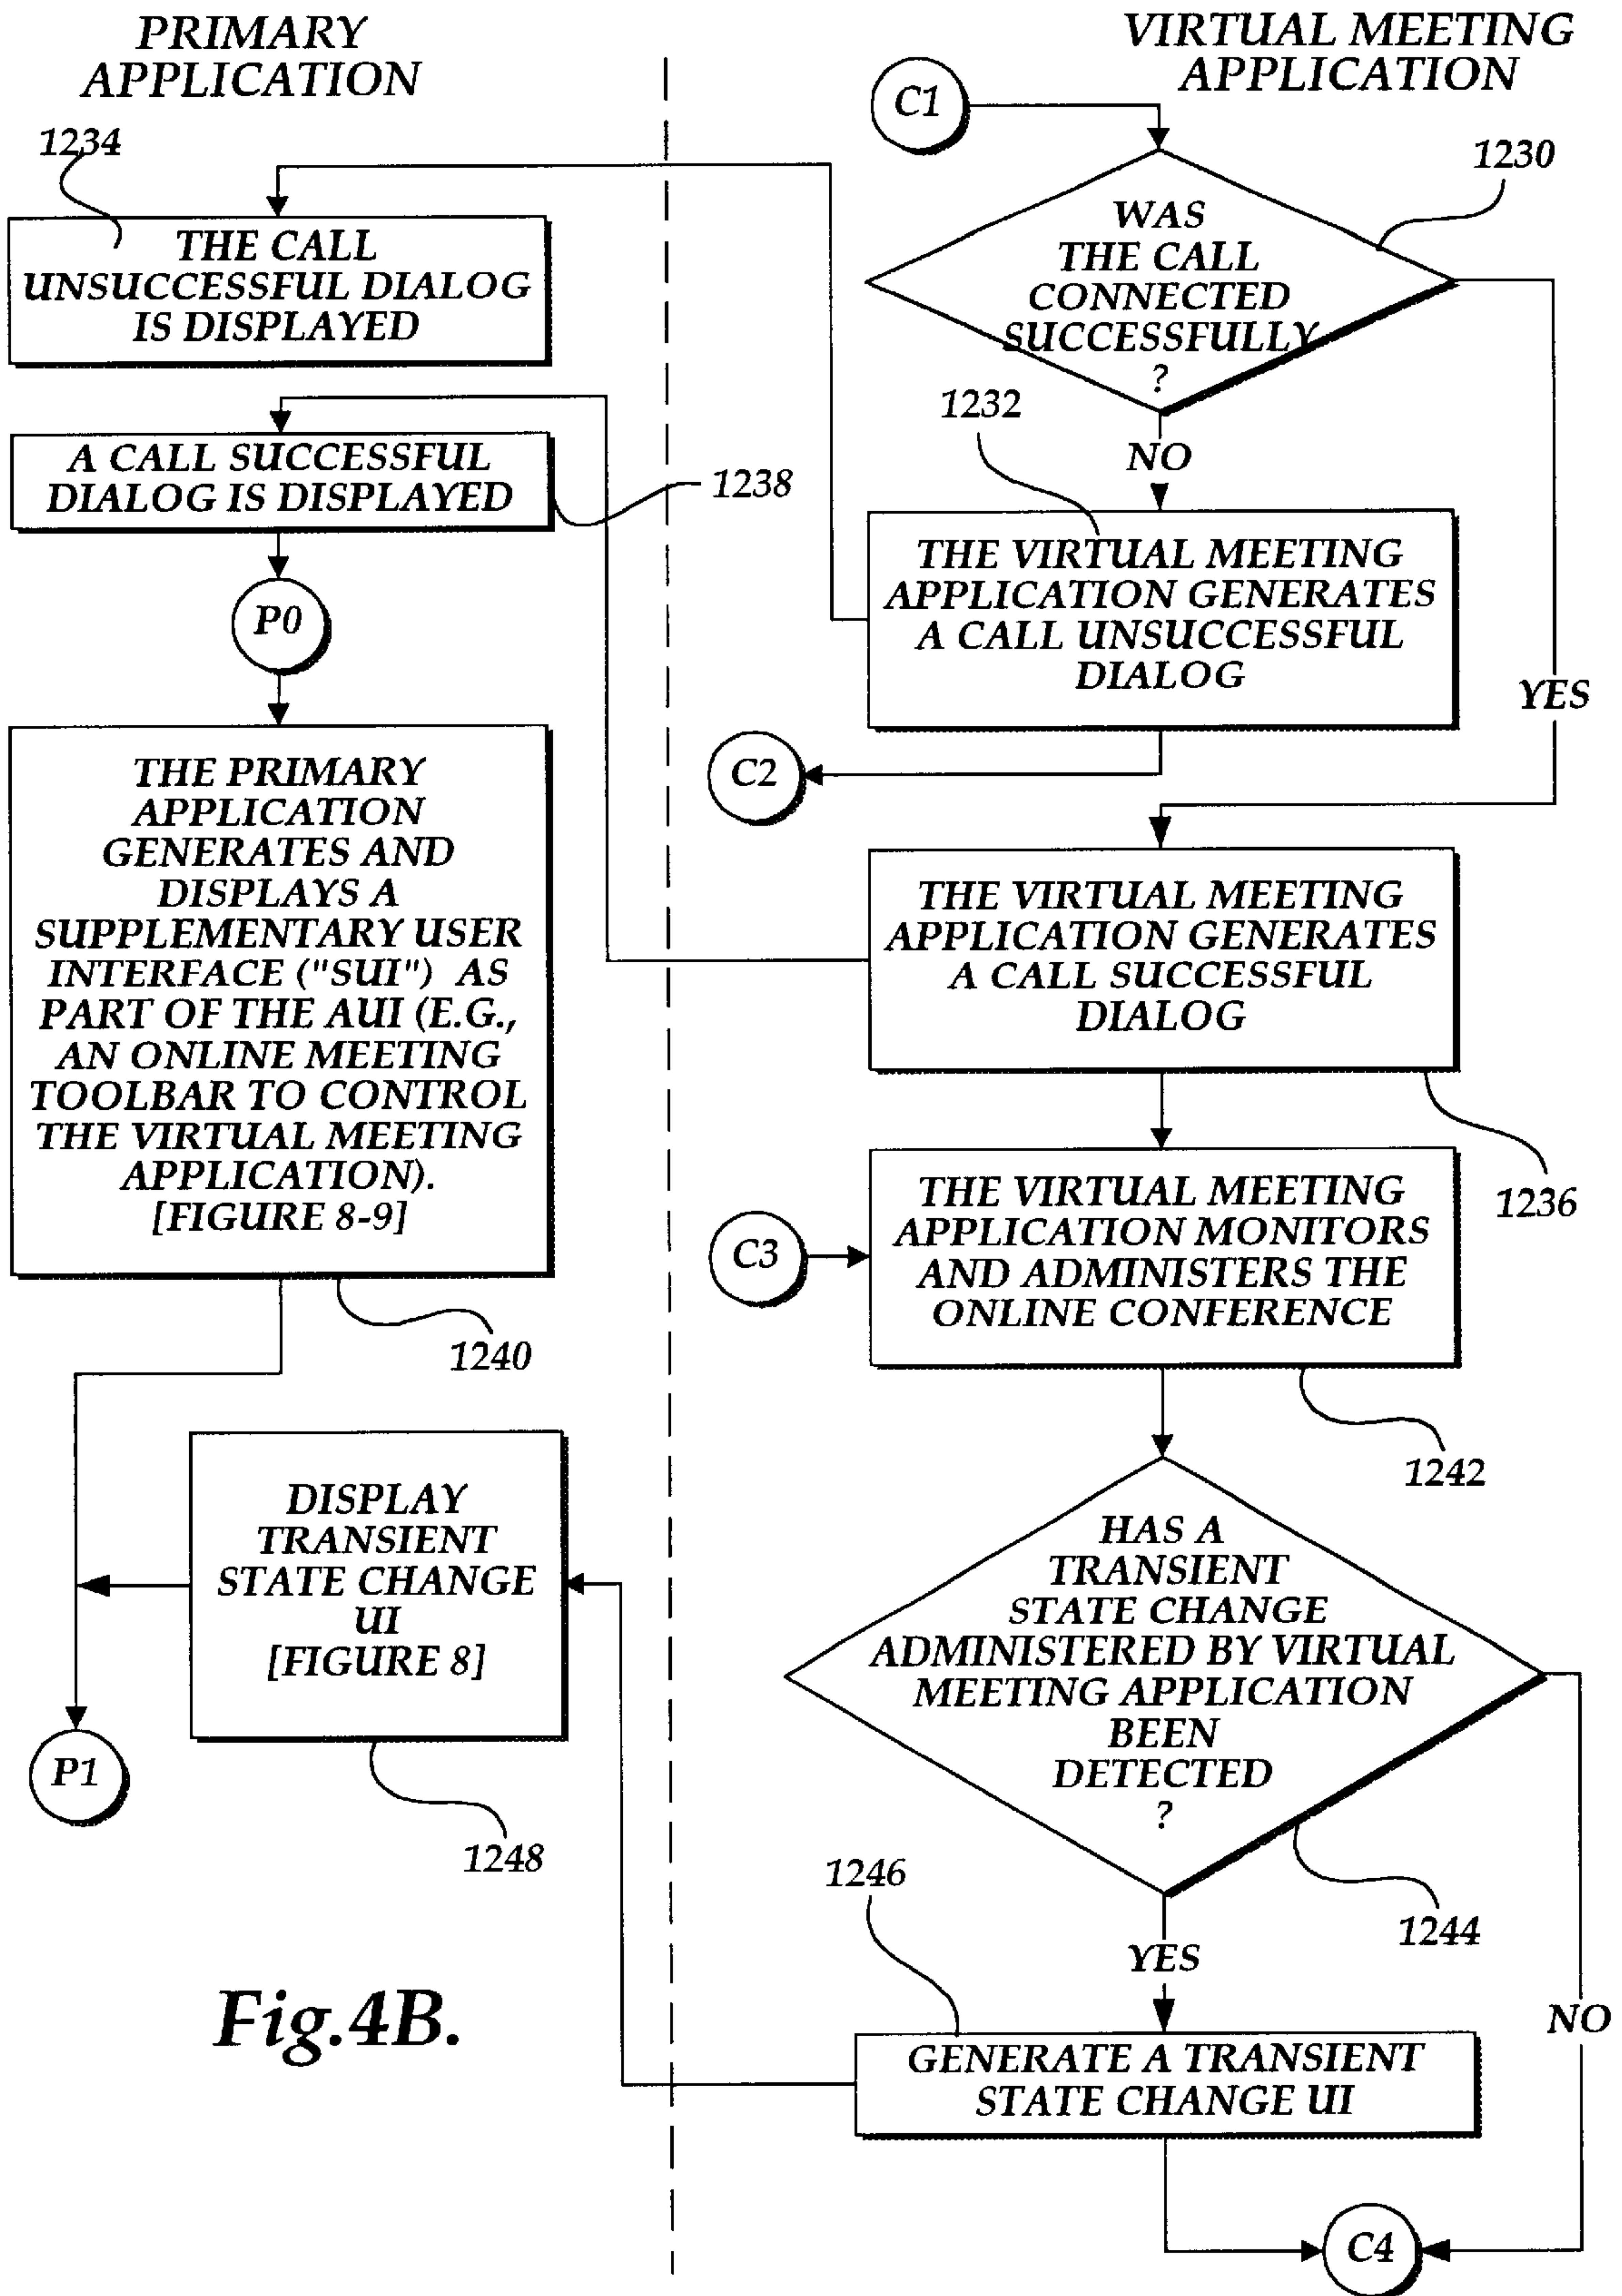 PRIMARY
APPLICATION
1234
THE CALL
UNSUCCESSFUL DIALOG
IS DISPLAYED
A CALL SUCCESSFUL
DIALOG IS DISPLAYED
1238
P0
THE PRIMARY
APPLICATION
GENERATES AND
DISPLAYS A
SUPPLEMENTARY USER
INTERFACE ("SUI") AS
PART OF THE AUI (E.G.,
AN ONLINE MEETING
TOOLBAR TO CONTROL
THE VIRTUAL MEETING
APPLICATION).
[FIGURE 8-9]
1240
DISPLAY
TRANSIENT
STATE CHANGE
UI
[FIGURE 8]
P1
1248
Fig.4B.
VIRTUAL MEETING
APPLICATION
C1
1230
WAS
THE CALL
CONNECTED
SUCCESSFULLY
?
1232
NO
YES
THE VIRTUAL MEETING
APPLICATION GENERATES
A CALL UNSUCCESSFUL
DIALOG
C2
THE VIRTUAL MEETING
APPLICATION GENERATES
A CALL SUCCESSFUL
DIALOG
1236
C3
THE VIRTUAL MEETING
APPLICATION MONITORS
AND ADMINISTERS THE
ONLINE CONFERENCE
1242
HAS A
TRANSIENT
STATE CHANGE
ADMINISTERED BY VIRTUAL
MEETING APPLICATION
BEEN
DETECTED
?
1244
1246
YES
NO
GENERATE A TRANSIENT
STATE CHANGE UI
C4